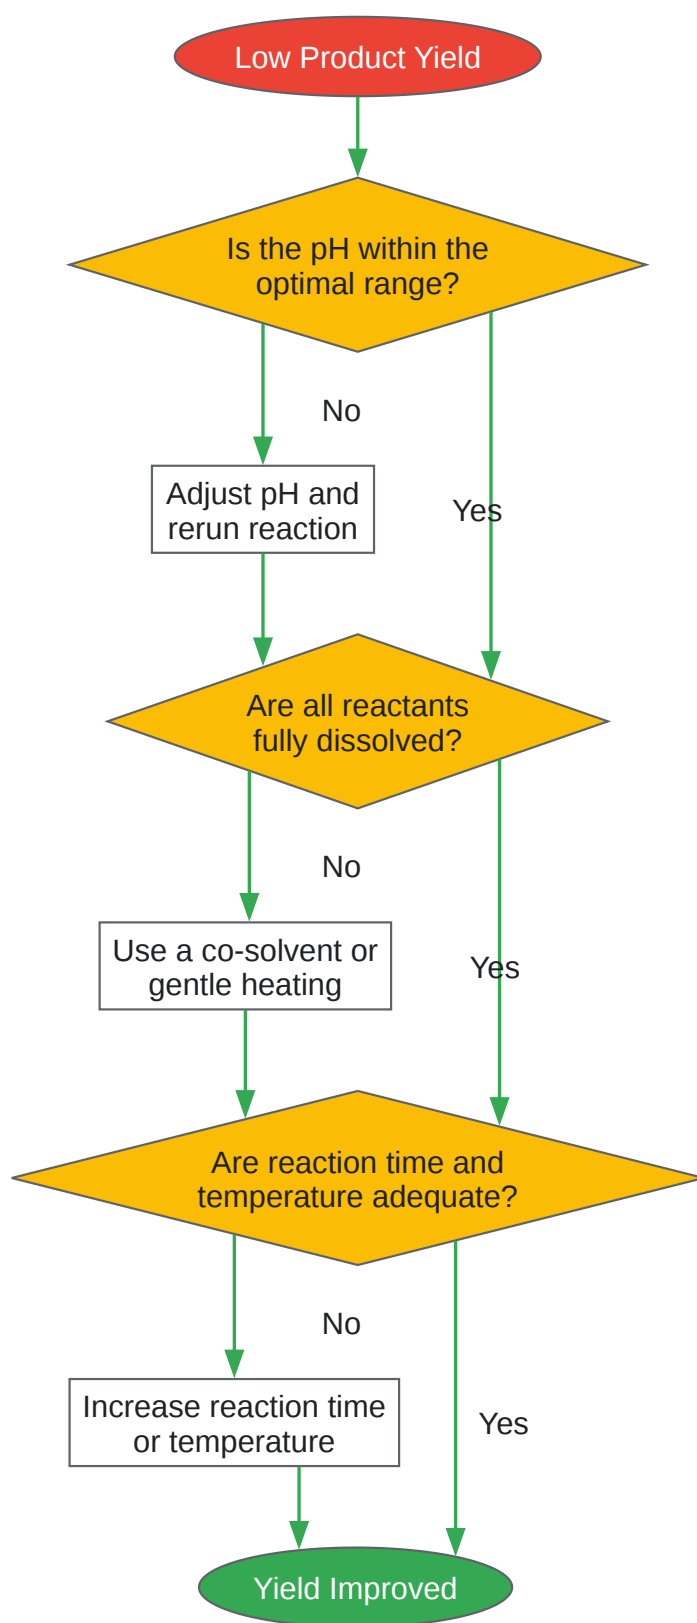 Low Product Yield
Is the pH within the
optimal range?
No
Adjust pH and
rerun reaction
Yes
Are all reactants
fully dissolved?
No
Use a co-solvent or
gentle heating
Yes
Are reaction time and
temperature adequate?
No
Increase reaction time
or temperature
Yes
Yield Improved